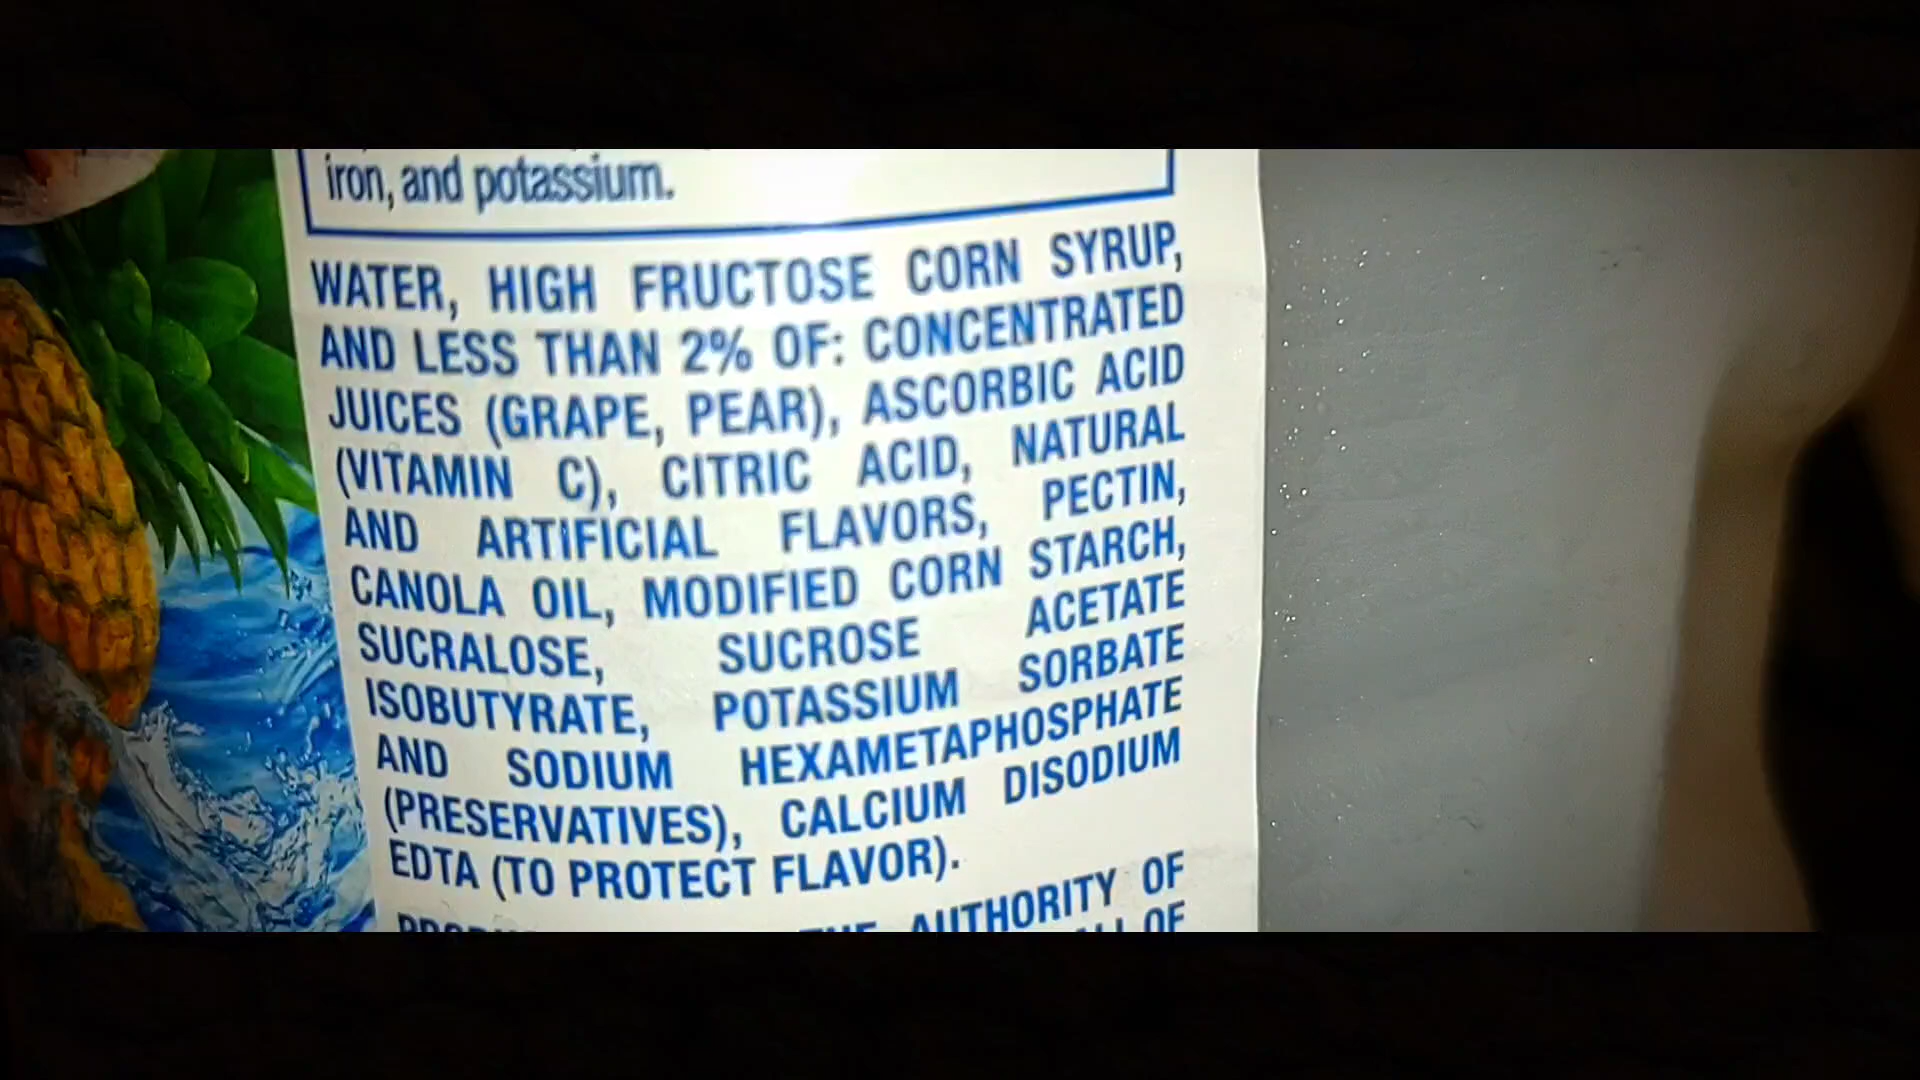 iron, and potassium.
WATER, HIGH FRUCTOSE CORN SYRUP,
AND LESS THAN 2% OF: CONCENTRATED
JUICES (GRAPE, PEAR), ASCORBIC ACID
(VITAMIN C), CITRIC ACID, NATURAL
AND ARTIFICIAL FLAVORS, PECTIN,
CANOLA OIL, MODIFIED CORN STARCH,
SUCRALOSE, SUCROSE ACETATE
ISOBUTYRATE, POTASSIUM SORBATE
AND SODIUM HEXAMETAPHOSPHATE
(PRESERVATIVES), CALCIUM DISODIUM
EDTA (TO PROTECT FLAVOR).
THE AUTHORITY OF
OF